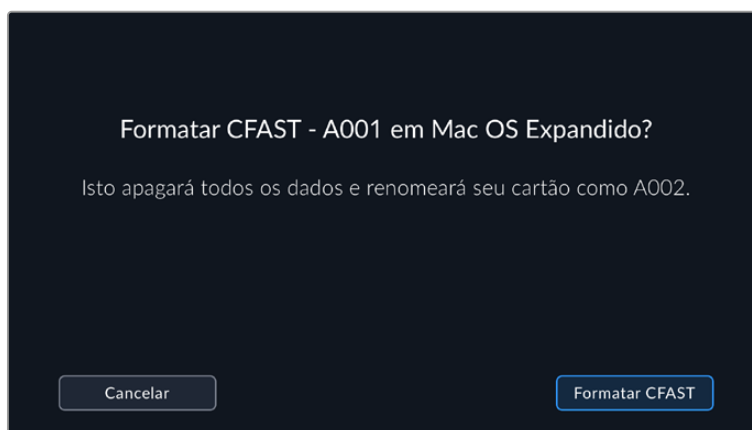 Formatar CFAST - A001 em Mac OS Expandido?
Isto apagará todos os dados e renomeará seu cartão como A002.
Cancelar
Formatar CFAST